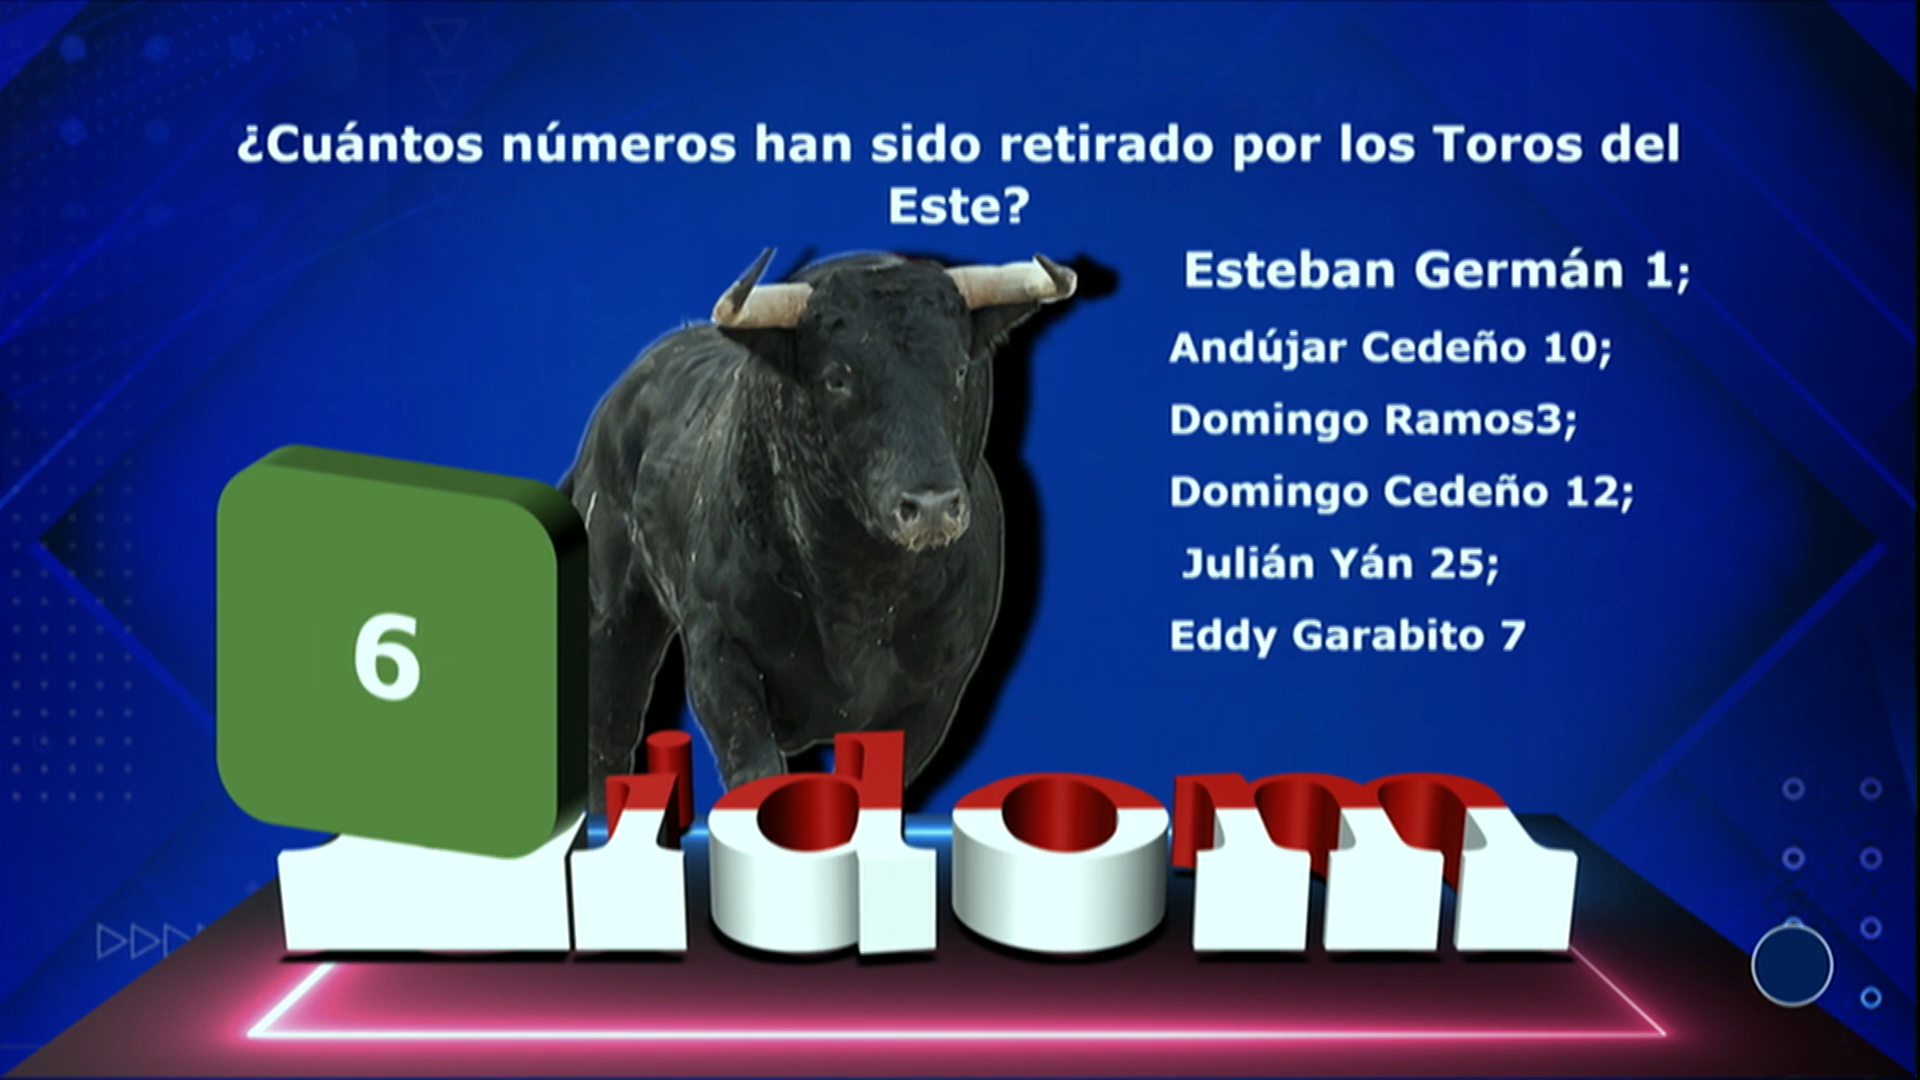 ¿Cuántos números han sido retirado por los Toros del
Este?
Esteban Germán 1;
Andújar Cedeño 10;
Domingo Ramos3;
Domingo Cedeño 12;
Julián Yán 25;
Eddy Garabito 7
6
Lidom